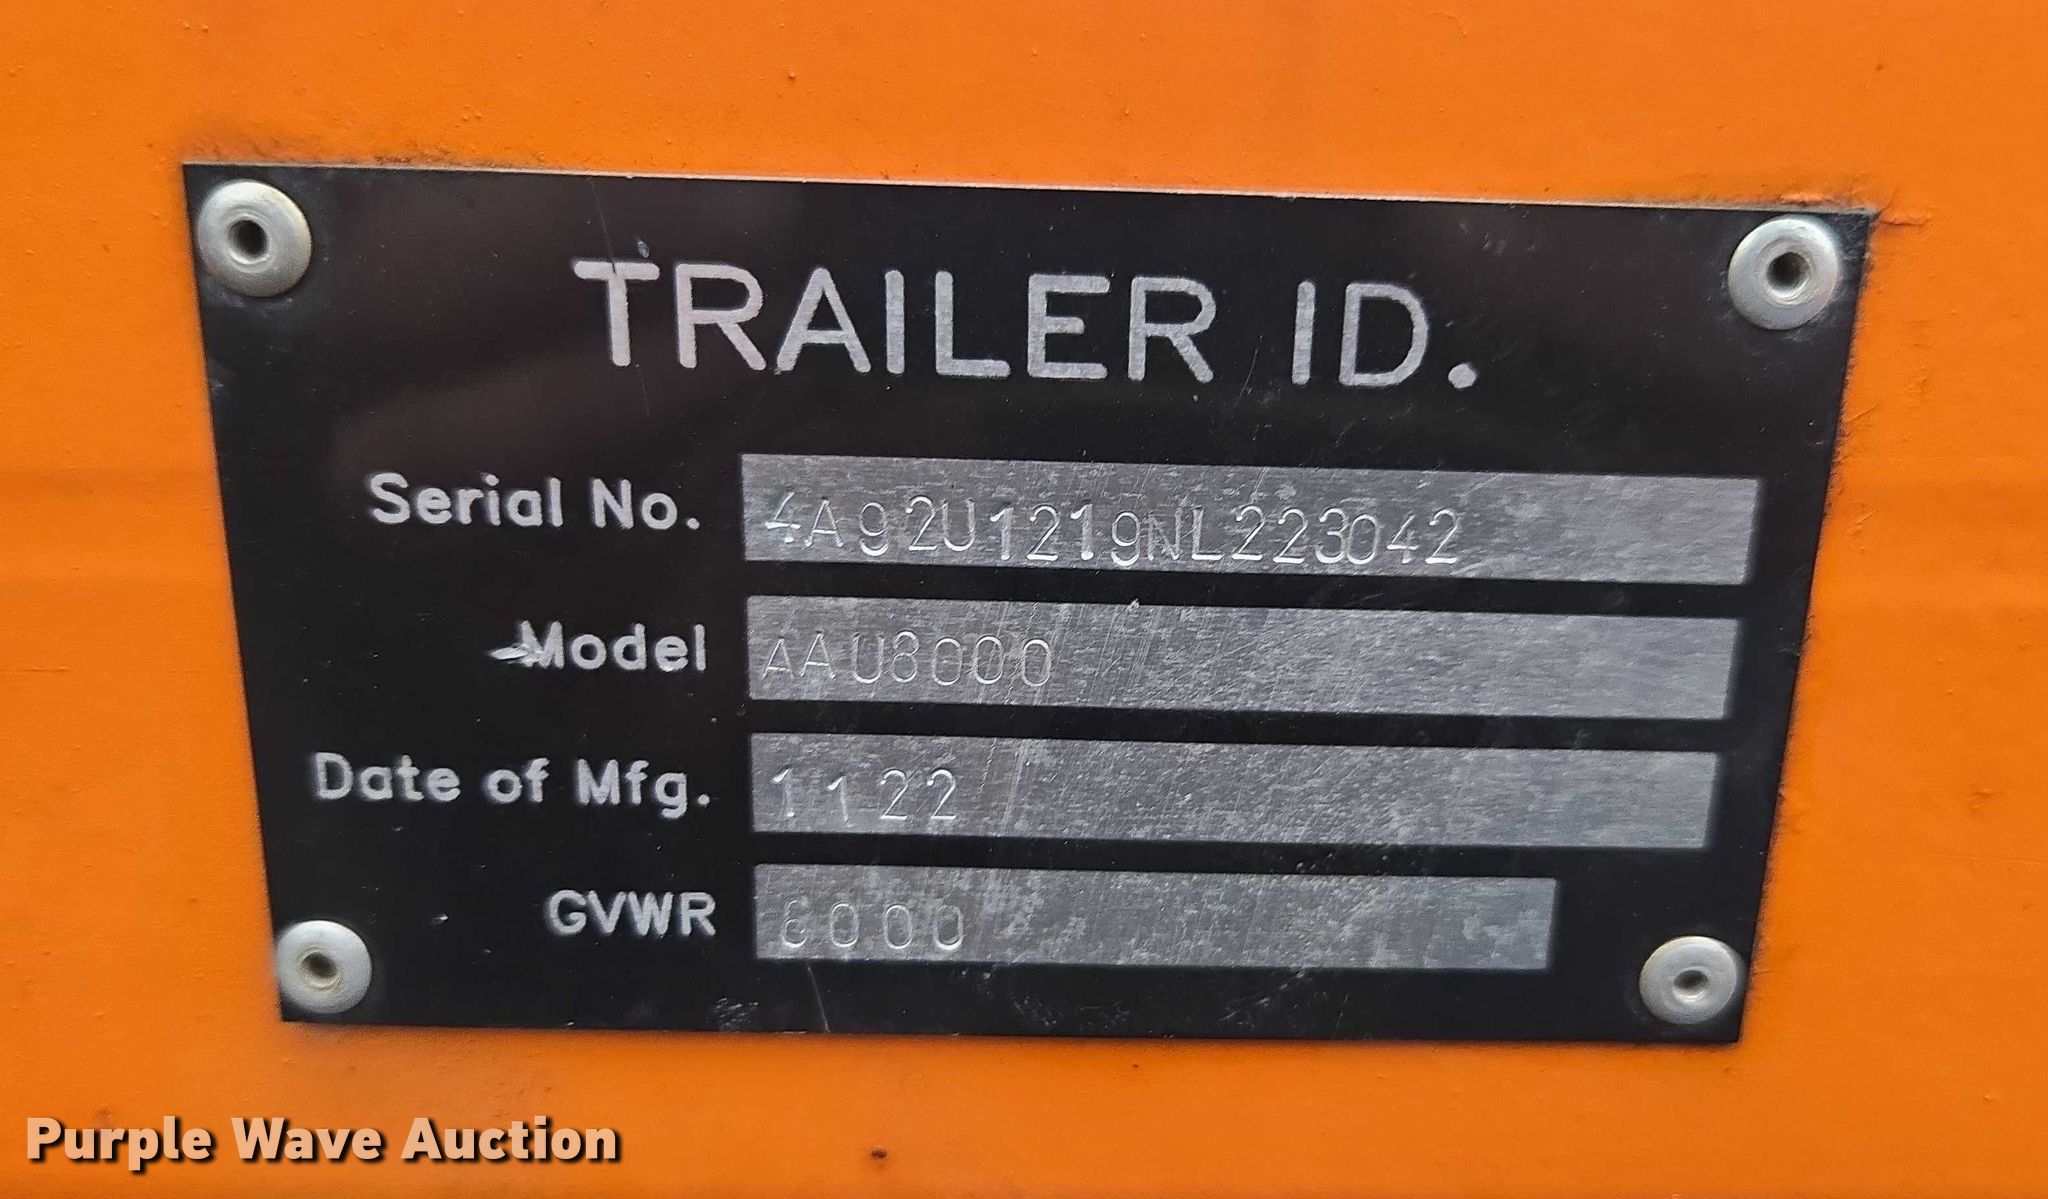 TRAILER ID.
Serial No. 4A92U1219NL223042
Model AAU8000
Date of Mfg. 1122
GVWR 8000
Purple Wave Auction